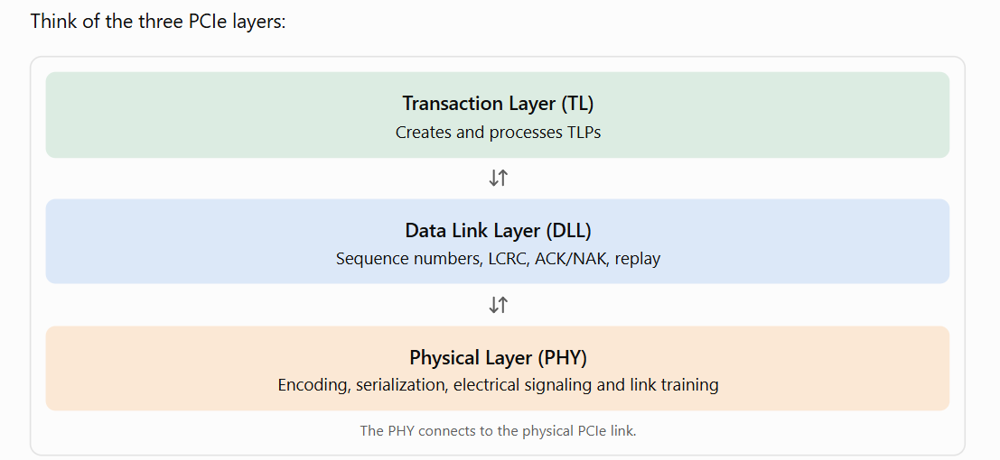 Think of the three PCIe layers:
Transaction Layer (TL)
Creates and processes TLPs
Data Link Layer (DLL)
Sequence numbers, LCRC, ACK/NAK, replay
Physical Layer (PHY)
Encoding, serialization, electrical signaling and link training
The PHY connects to the physical PCIe link.